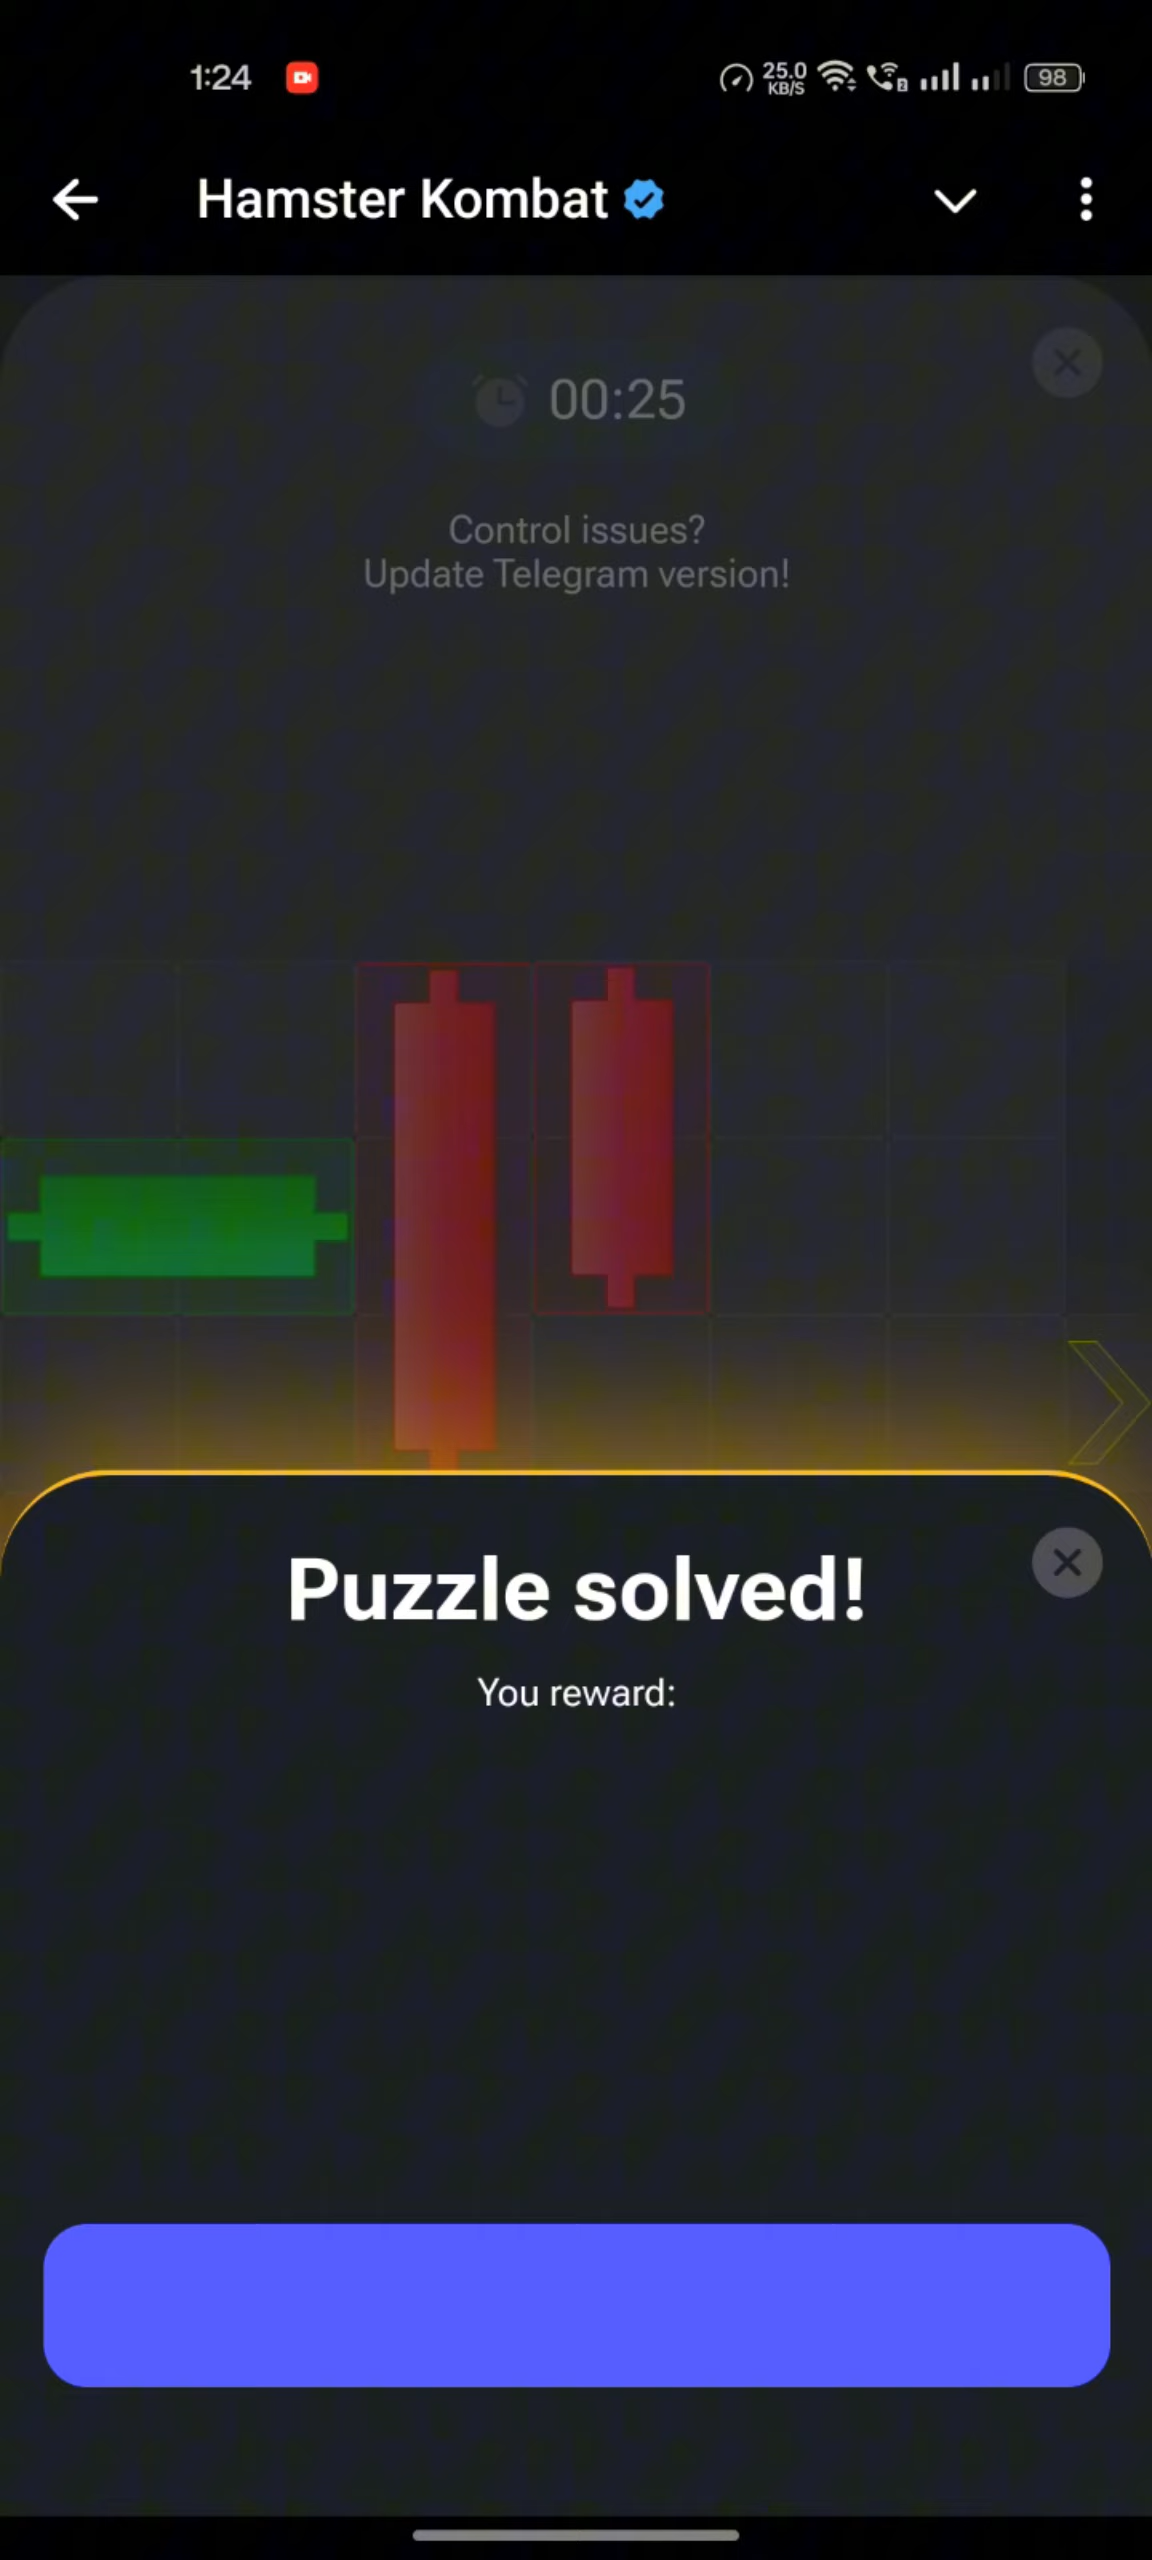 1:24
25.0
KB/S
2
98
Hamster Kombat
00:25
Control issues?
Update Telegram version!
Puzzle solved!
You reward: